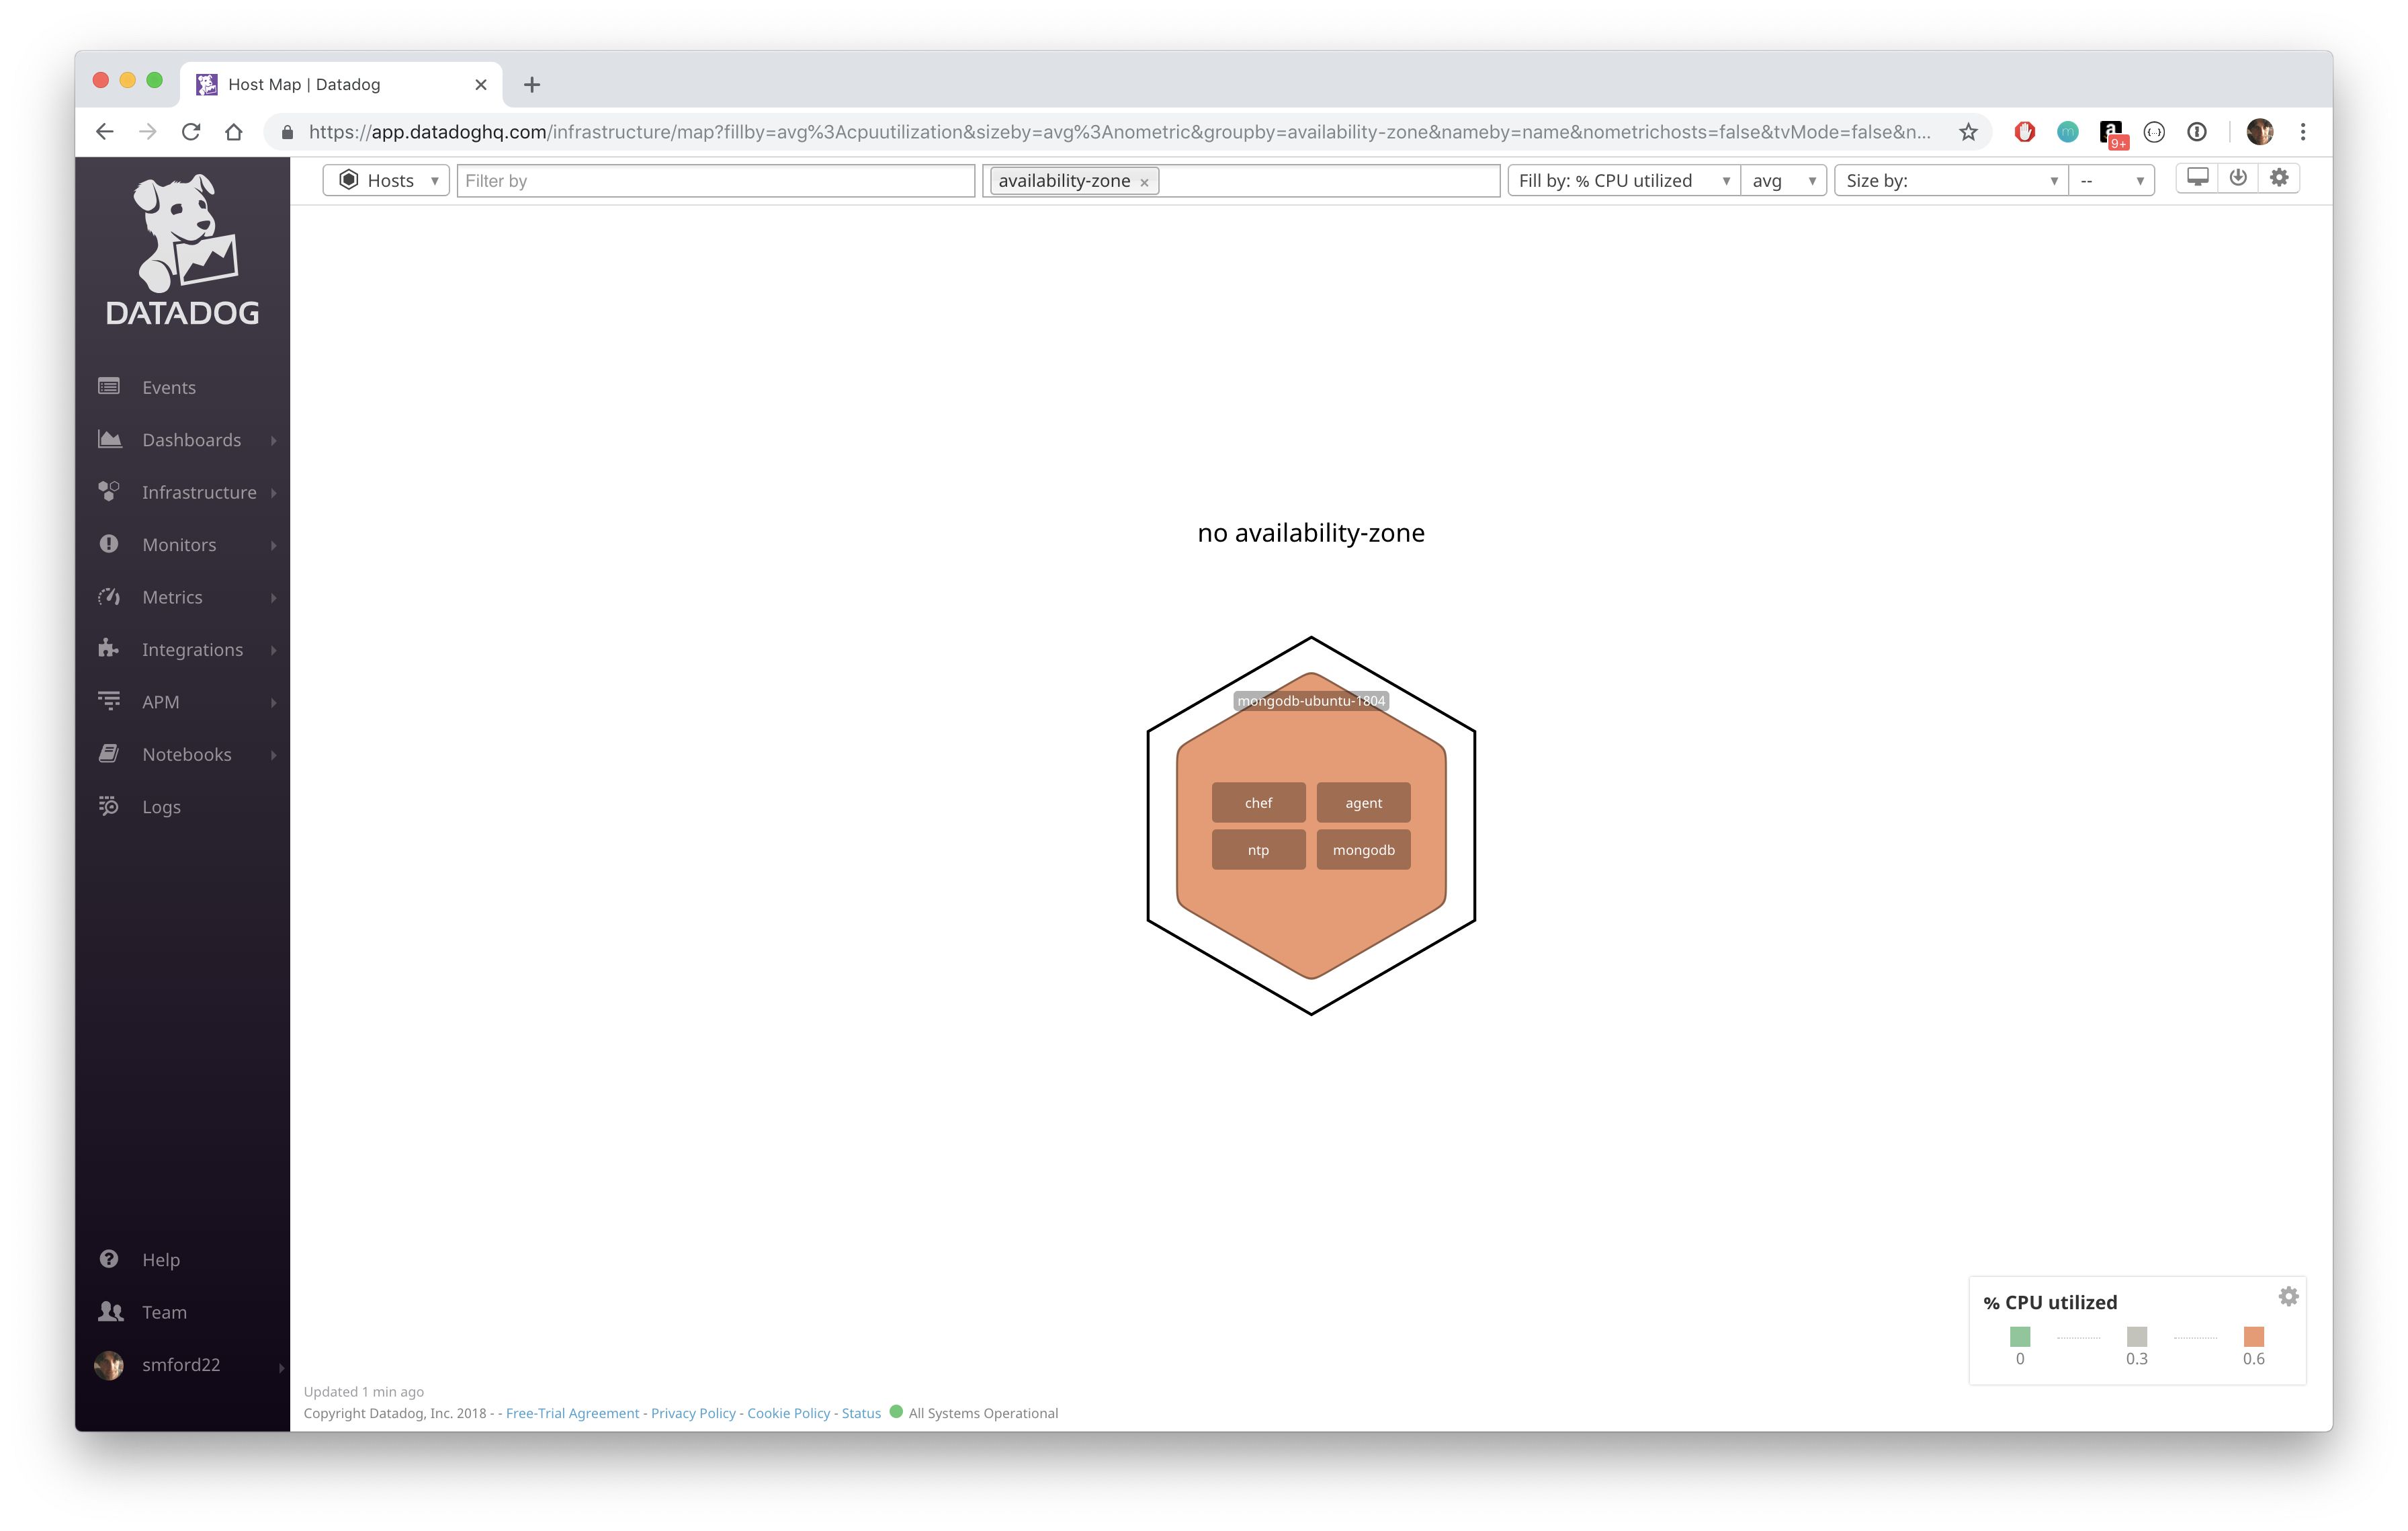 Host Map | Datadog
https://app.datadoghq.com/infrastructure/map?fillby=avg%3Acpuutilization&sizeby=avg%3Anometric&groupby=availability-zone&nameby=name&nometrichosts=false&tvMode=false&n...
9+
Hosts
Filter by
availability-zone ×
Fill by: % CPU utilized
avg
Size by:
--
DATADOG
Events
Dashboards
Infrastructure
Monitors
Metrics
Integrations
APM
Notebooks
Logs
Help
Team
smford22
no availability-zone
mongodb-ubuntu-1804
chef agent
ntp mongodb
% CPU utilized
0 0.3 0.6
Updated 1 min ago
Copyright Datadog, Inc. 2018 - - Free-Trial Agreement - Privacy Policy - Cookie Policy - Status All Systems Operational